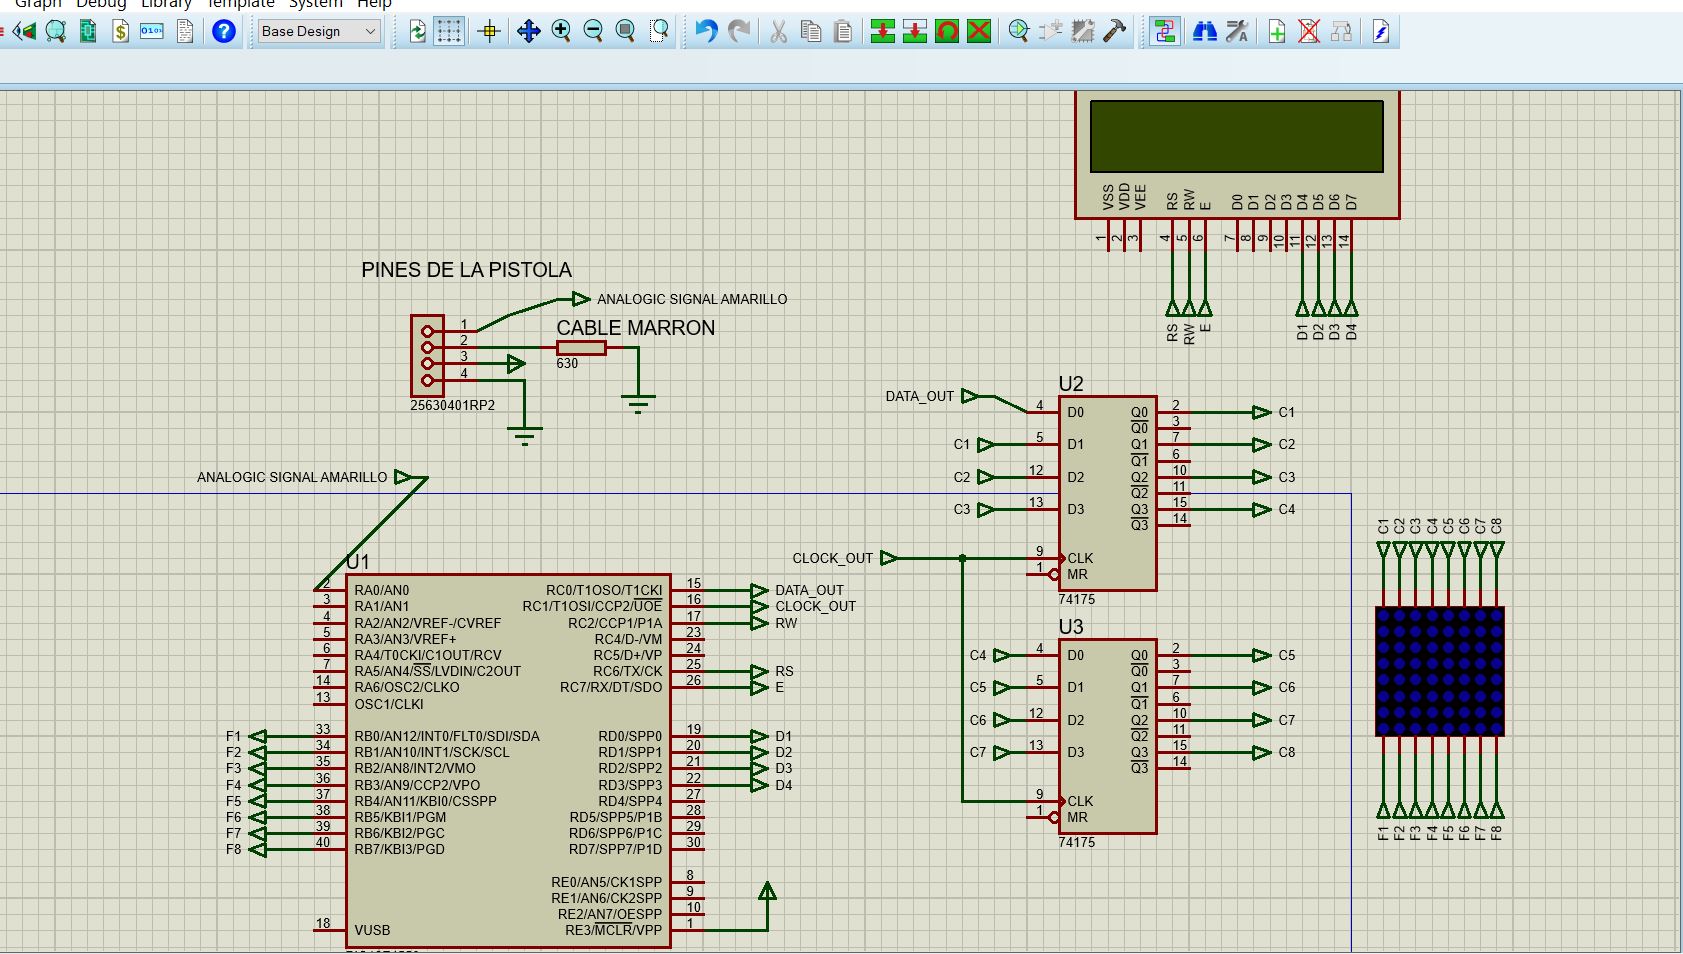 Graph Debug Library Template System Help
Base Design
VSS VDD VEE RS RW E D0 D1 D2 D3 D4 D5 D6 D7
1 2 3 4 5 6 7 8 9 10 11 12 13 14
RS RW E D1 D2 D3 D4
PINES DE LA PISTOLA
ANALOGIC SIGNAL AMARILLO
CABLE MARRON
1
2
3
4
630
25630401RP2
ANALOGIC SIGNAL AMARILLO
U1
2 RA0/AN0 RC0/T1OSO/T1CKI 15 DATA_OUT
3 RA1/AN1 RC1/T1OSI/CCP2/UOE 16 CLOCK_OUT
4 RA2/AN2/VREF-/CVREF RC2/CCP1/P1A 17 RW
5 RA3/AN3/VREF+ RC4/D-/VM 23
6 RA4/T0CKI/C1OUT/RCV RC5/D+/VP 24
7 RA5/AN4/SS/LVDIN/C2OUT RC6/TX/CK 25 RS
14 RA6/OSC2/CLKO RC7/RX/DT/SDO 26 E
13 OSC1/CLKI
F1 33 RB0/AN12/INT0/FLT0/SDI/SDA RD0/SPP0 19 D1
F2 34 RB1/AN10/INT1/SCK/SCL RD1/SPP1 20 D2
F3 35 RB2/AN8/INT2/VMO RD2/SPP2 21 D3
F4 36 RB3/AN9/CCP2/VPO RD3/SPP3 22 D4
F5 37 RB4/AN11/KBI0/CSSPP RD4/SPP4 27
F6 38 RB5/KBI1/PGM RD5/SPP5/P1B 28
F7 39 RB6/KBI2/PGC RD6/SPP6/P1C 29
F8 40 RB7/KBI3/PGD RD7/SPP7/P1D 30
RE0/AN5/CK1SPP 8
RE1/AN6/CK2SPP 9
RE2/AN7/OESPP 10
18 VUSB RE3/MCLR/VPP 1
U2
DATA_OUT 4 D0 Q0 2 C1
Q0 3
C1 5 D1 Q1 7 C2
Q1 6
C2 12 D2 Q2 10 C3
Q2 11
C3 13 D3 Q3 15 C4
Q3 14
CLOCK_OUT 9 CLK
1 MR
74175
U3
C4 4 D0 Q0 2 C5
Q0 3
C5 5 D1 Q1 7 C6
Q1 6
C6 12 D2 Q2 10 C7
Q2 11
C7 13 D3 Q3 15 C8
Q3 14
9 CLK
1 MR
74175
C1 C2 C3 C4 C5 C6 C7 C8
F1 F2 F3 F4 F5 F6 F7 F8